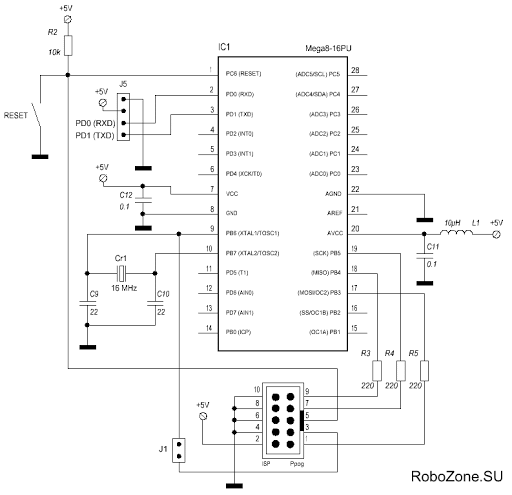 +5V
R2
10k
RESET
IC1
Mega8-16PU
1 PC6 (RESET) (ADC5/SCL) PC5 28
2 PD0 (RXD) (ADC4/SDA) PC4 27
3 PD1 (TXD) (ADC3) PC3 26
4 PD2 (INT0) (ADC2) PC2 25
5 PD3 (INT1) (ADC1) PC1 24
6 PD4 (XCK/T0) (ADC0) PC0 23
7 VCC AGND 22
8 GND AREF 21
9 PB6 (XTAL1/TOSC1) AVCC 20
10 PB7 (XTAL2/TOSC2) (SCK) PB5 19
11 PD5 (T1) (MISO) PB4 18
12 PD6 (AIN0) (MOSI/OC2) PB3 17
13 PD7 (AIN1) (SS/OC1B) PB2 16
14 PB0 (ICP) (OC1A) PB1 15
J5
+5V
PD0 (RXD)
PD1 (TXD)
+5V
C12
0.1
10µH L1
+5V
C11
0.1
Cr1
16 MHz
C9
22
C10
22
R3
220
R4
220
R5
220
10 9
8 7
6 5
4 3
2 1
+5V
J1
ISP Ppog
RoboZone.SU